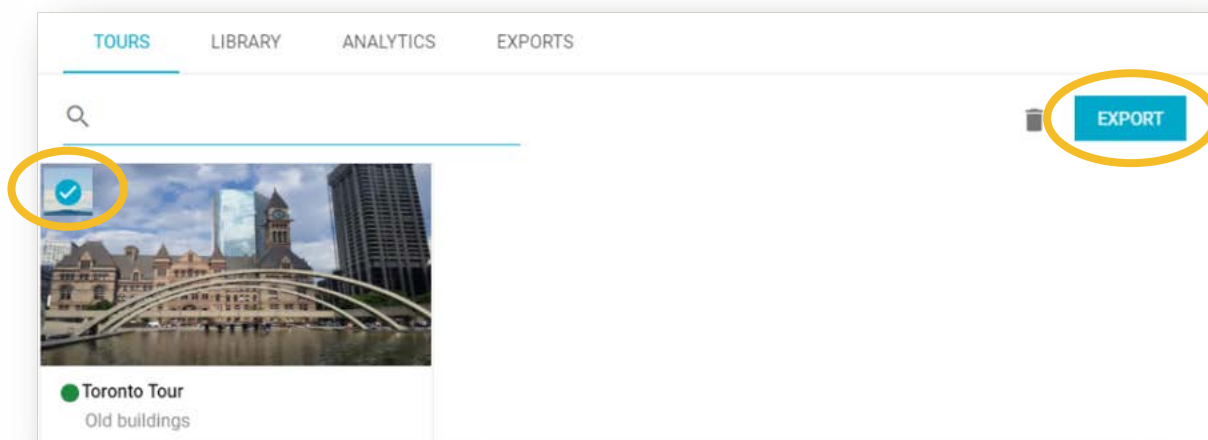 TOURS LIBRARY ANALYTICS EXPORTS
EXPORT
Toronto Tour
Old buildings